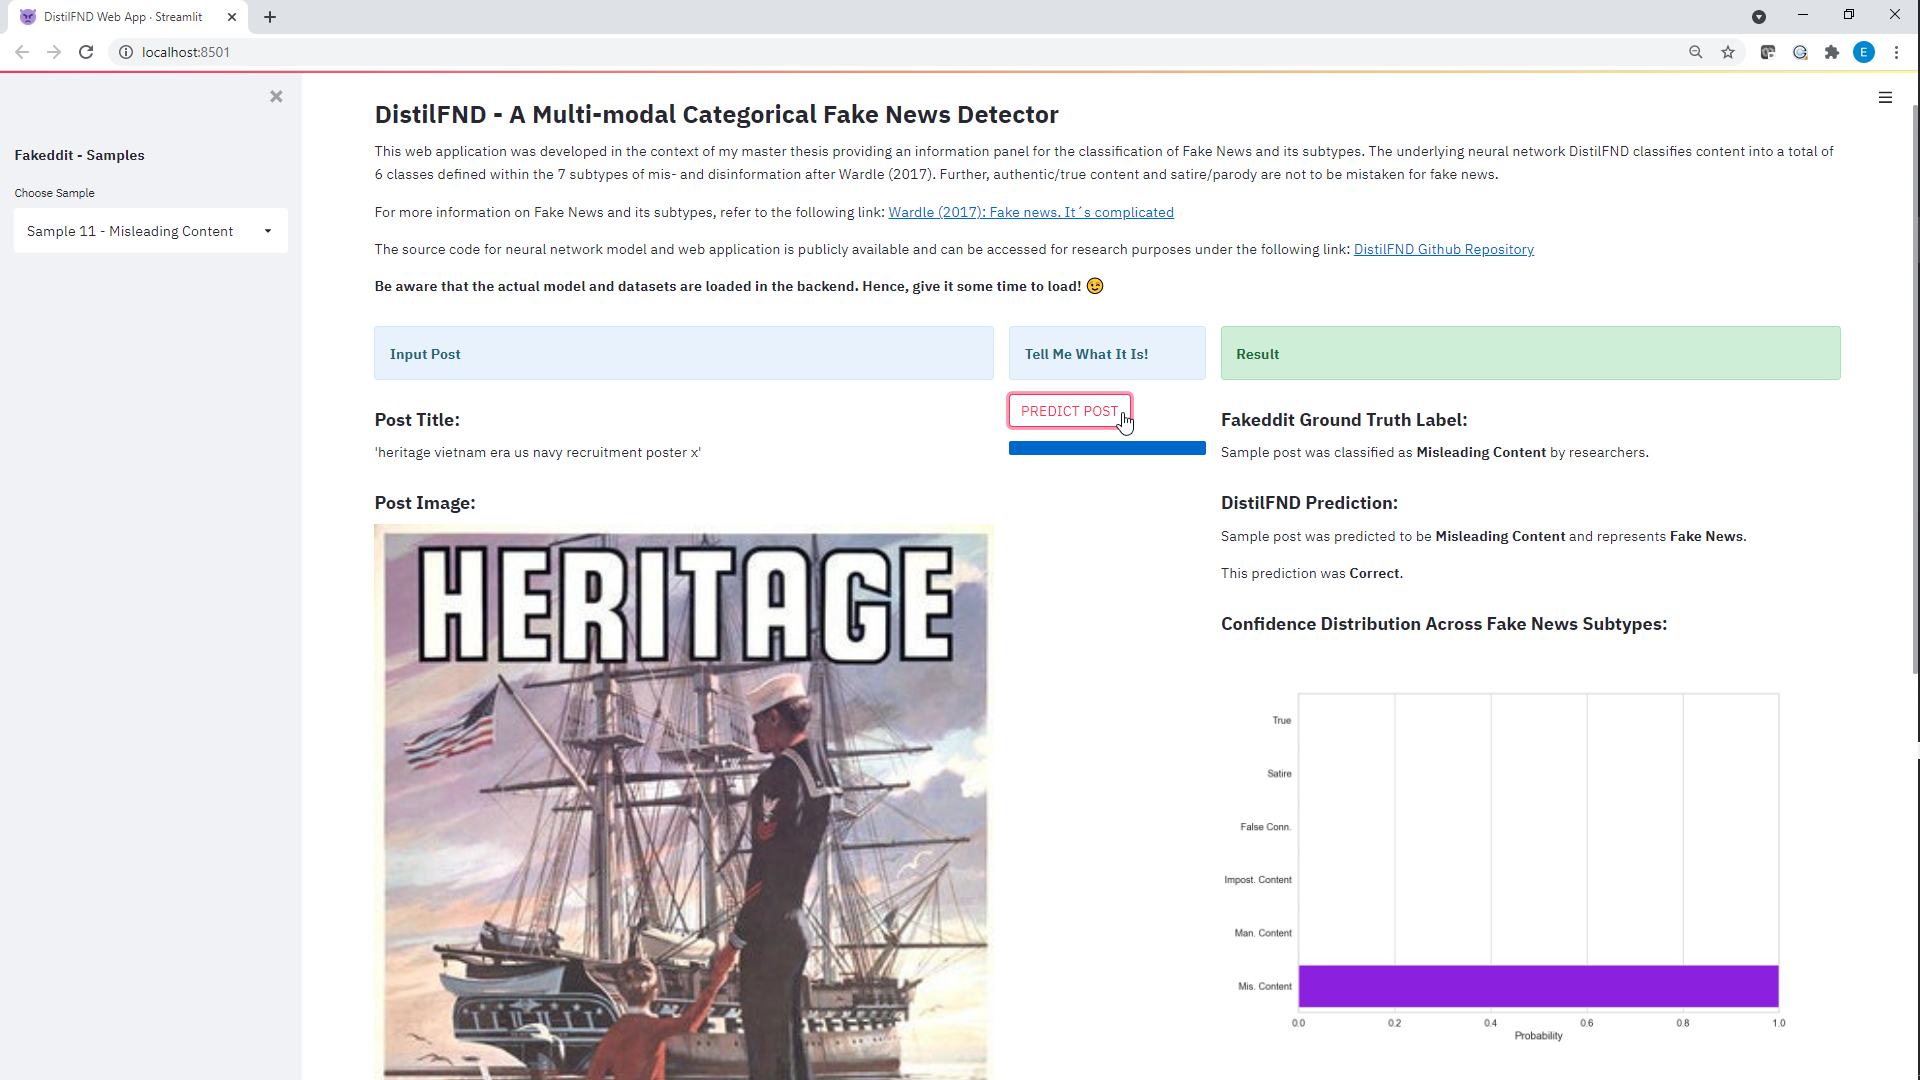 DistilFND Web App · Streamlit
localhost:8501
E
Fakeddit - Samples
Choose Sample
Sample 11 - Misleading Content
DistilFND - A Multi-modal Categorical Fake News Detector
This web application was developed in the context of my master thesis providing an information panel for the classification of Fake News and its subtypes. The underlying neural network DistilFND classifies content into a total of
6 classes defined within the 7 subtypes of mis- and disinformation after Wardle (2017). Further, authentic/true content and satire/parody are not to be mistaken for fake news.
For more information on Fake News and its subtypes, refer to the following link: Wardle (2017): Fake news. It´s complicated
The source code for neural network model and web application is publicly available and can be accessed for research purposes under the following link: DistilFND Github Repository
Be aware that the actual model and datasets are loaded in the backend. Hence, give it some time to load! 😉
Input Post
Tell Me What It Is!
Result
Post Title:
'heritage vietnam era us navy recruitment poster x'
Post Image:
HERITAGE
PREDICT POST
Fakeddit Ground Truth Label:
Sample post was classified as Misleading Content by researchers.
DistilFND Prediction:
Sample post was predicted to be Misleading Content and represents Fake News.
This prediction was Correct.
Confidence Distribution Across Fake News Subtypes:
True
Satire
False Conn.
Impost. Content
Man. Content
Mis. Content
0.0 0.2 0.4 0.6 0.8 1.0
Probability